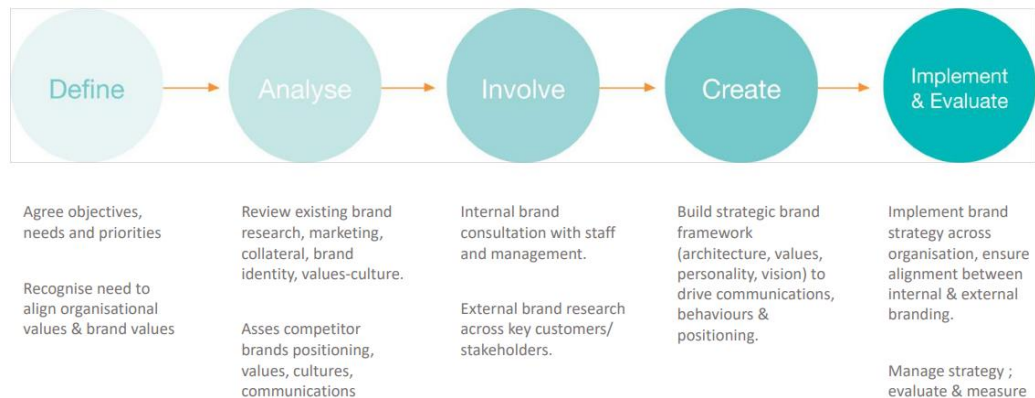 Define
Analyse
Involve
Create
Implement
& Evaluate
Agree objectives,
needs and priorities
Recognise need to
align organisational
values & brand values
Review existing brand
research, marketing,
collateral, brand
identity, values-culture.
Asses competitor
brands positioning,
values, cultures,
communications
Internal brand
consultation with staff
and management.
External brand research
across key customers/
stakeholders.
Build strategic brand
framework
(architecture, values,
personality, vision) to
drive communications,
behaviours &
positioning.
Implement brand
strategy across
organisation, ensure
alignment between
internal & external
branding.
Manage strategy ;
evaluate & measure